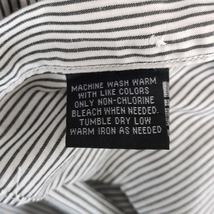 MACHINE WASH WARM
WITH LIKE COLORS
ONLY NON-CHLORINE
BLEACH WHEN NEEDED.
TUMBLE DRY LOW
WARM IRON AS NEEDED